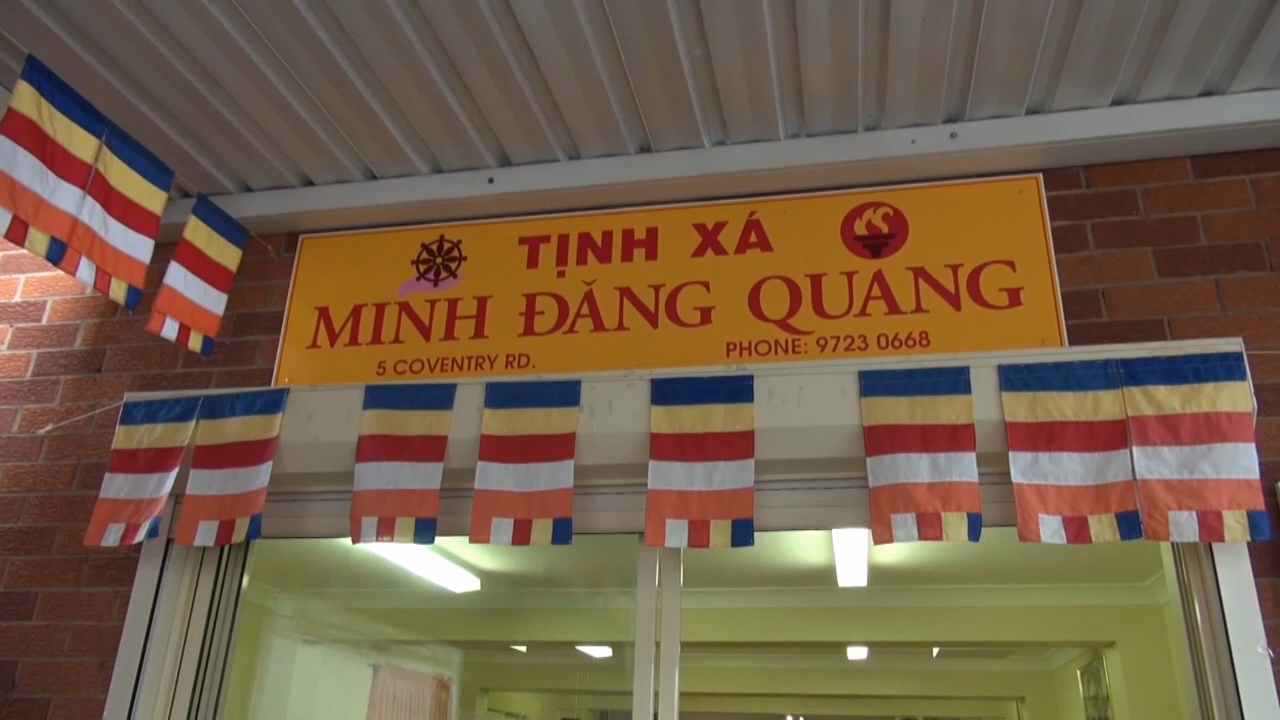 TỊNH XÁ
MINH ĐĂNG QUANG
5 COVENTRY RD.
PHONE: 9723 0668